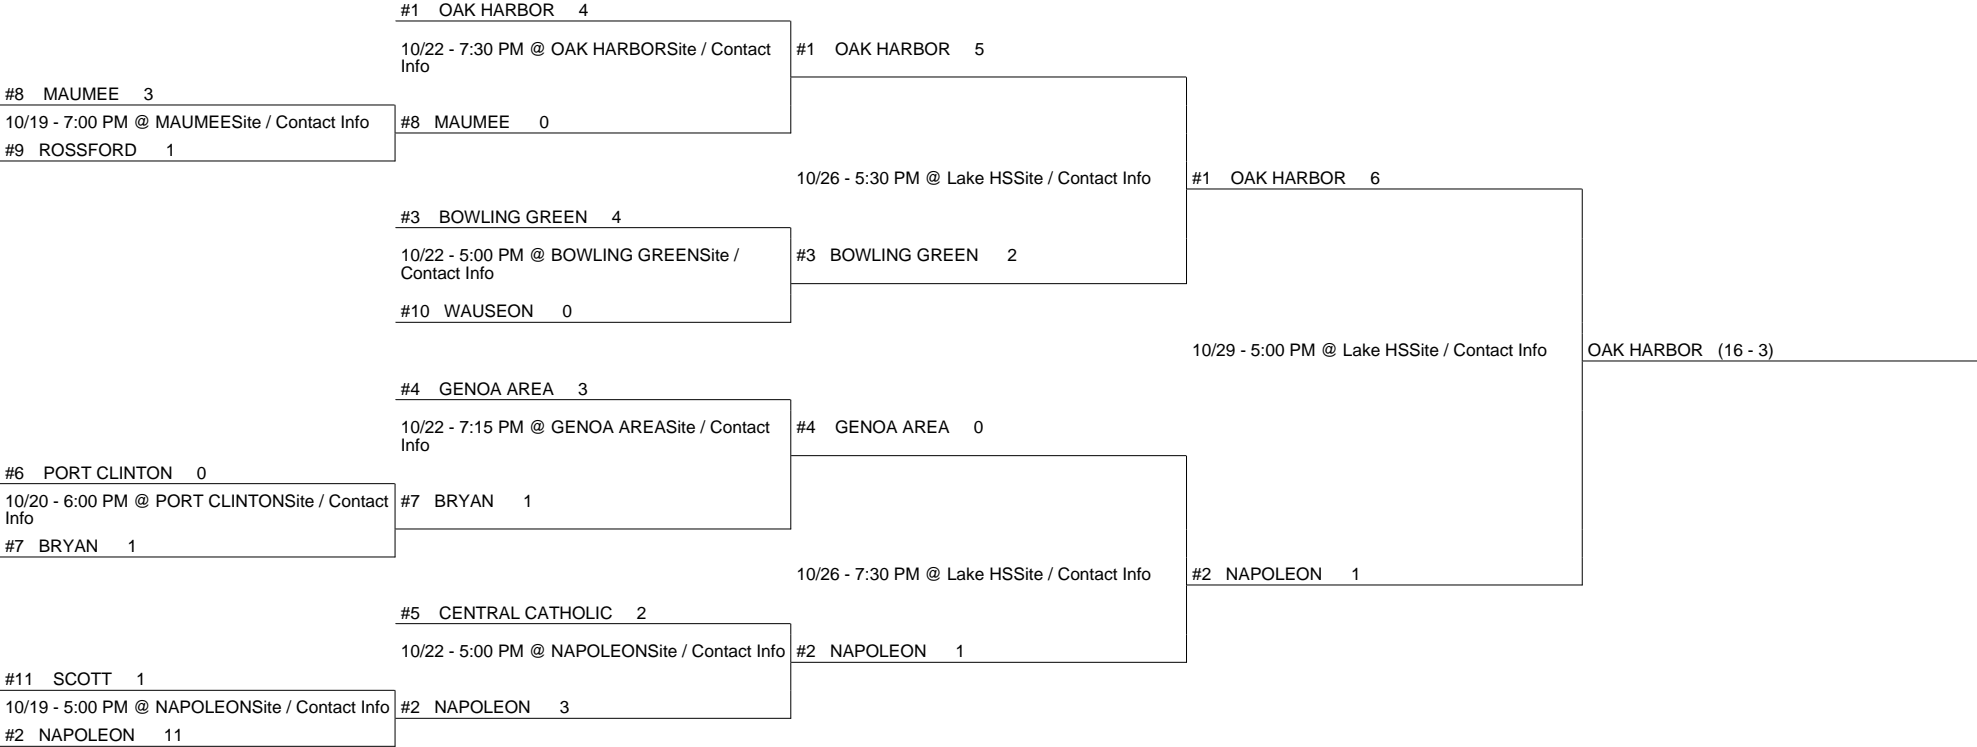 #1 OAK HARBOR 4
10/22 - 7:30 PM @ OAK HARBORSite / Contact
Info
#1 OAK HARBOR 5
#8 MAUMEE 3
10/19 - 7:00 PM @ MAUMEESite / Contact Info
#8 MAUMEE 0
#9 ROSSFORD 1
10/26 - 5:30 PM @ Lake HSSite / Contact Info
#1 OAK HARBOR 6
#3 BOWLING GREEN 4
10/22 - 5:00 PM @ BOWLING GREENSite /
Contact Info
#3 BOWLING GREEN 2
#10 WAUSEON 0
10/29 - 5:00 PM @ Lake HSSite / Contact Info
OAK HARBOR (16 - 3)
#4 GENOA AREA 3
10/22 - 7:15 PM @ GENOA AREASite / Contact
Info
#4 GENOA AREA 0
#6 PORT CLINTON 0
10/20 - 6:00 PM @ PORT CLINTONSite / Contact
Info
#7 BRYAN 1
#7 BRYAN 1
10/26 - 7:30 PM @ Lake HSSite / Contact Info
#2 NAPOLEON 1
#5 CENTRAL CATHOLIC 2
10/22 - 5:00 PM @ NAPOLEONSite / Contact Info
#2 NAPOLEON 1
#11 SCOTT 1
10/19 - 5:00 PM @ NAPOLEONSite / Contact Info
#2 NAPOLEON 3
#2 NAPOLEON 11